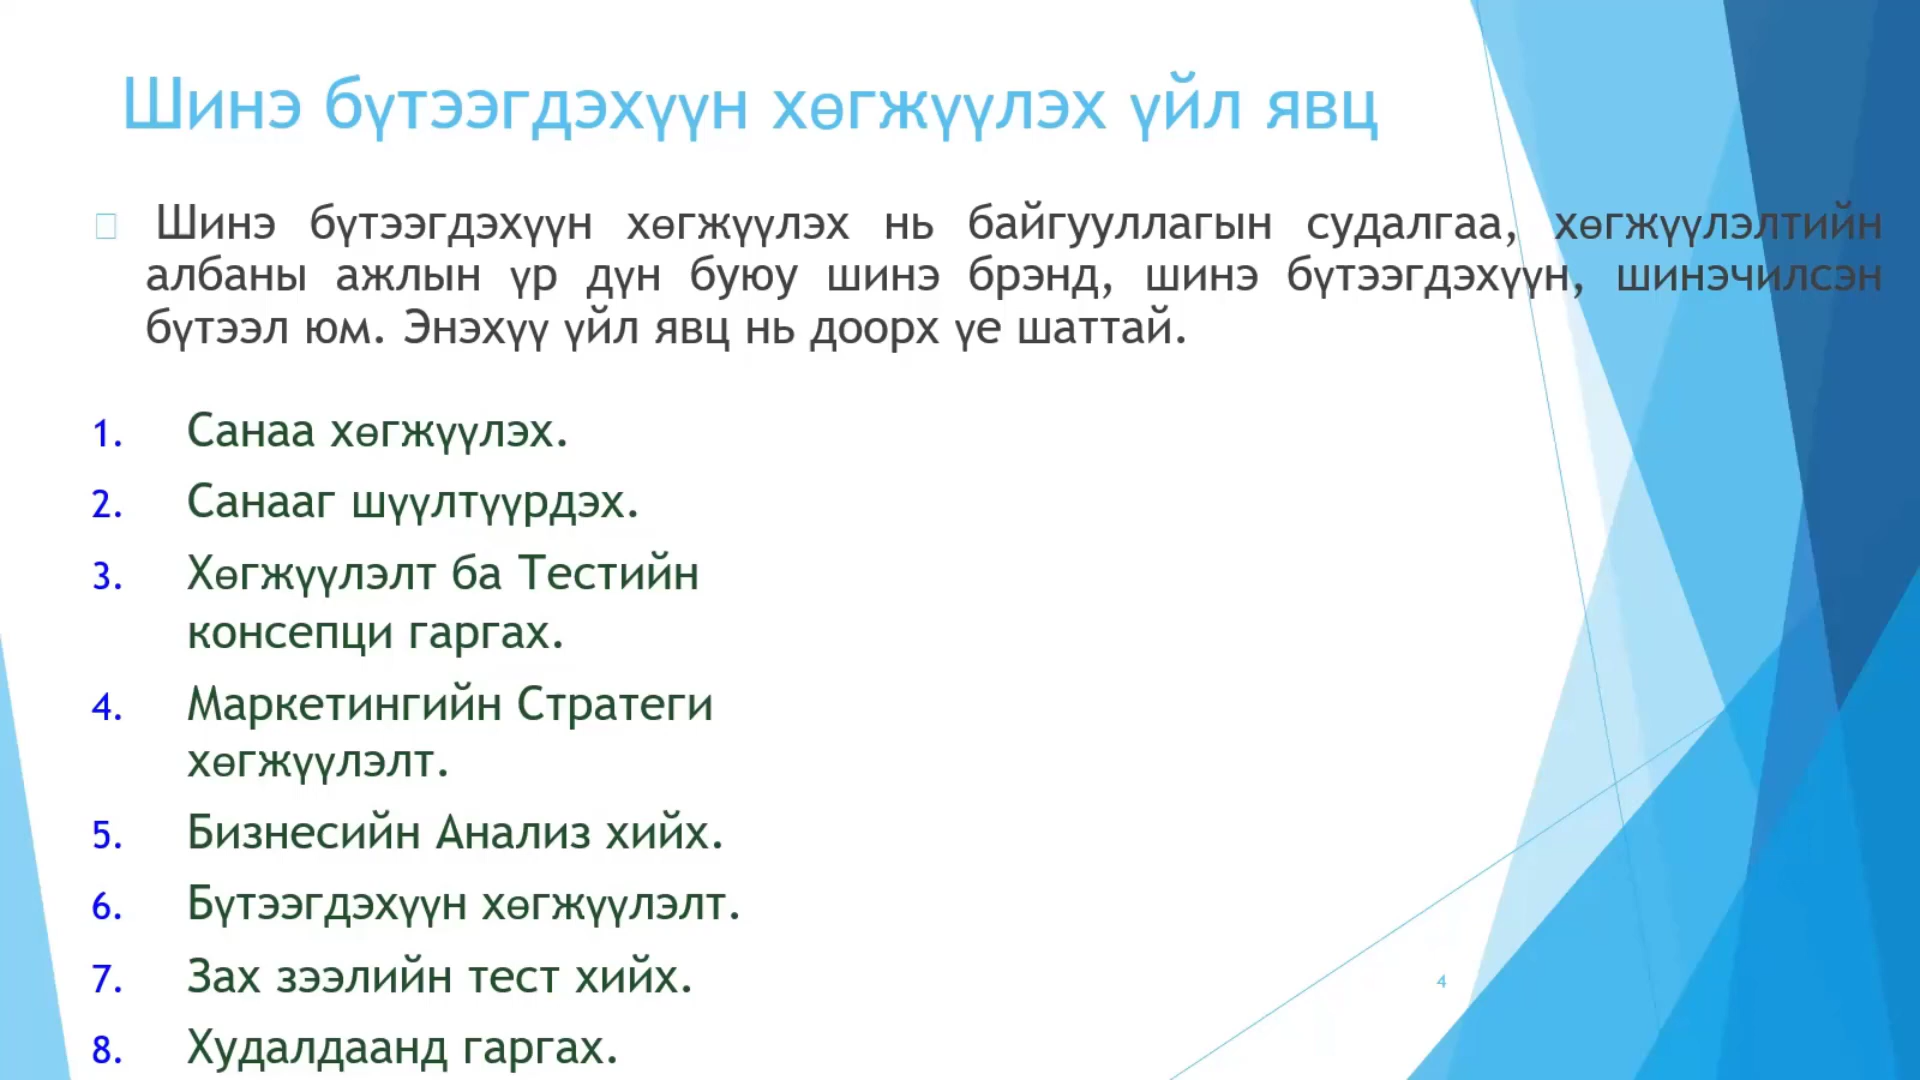 Шинэ бүтээгдэхүүн хөгжүүлэх үйл явц
Шинэ бүтээгдэхүүн хөгжүүлэх нь байгууллагын судалгаа, хөгжүүлэлтийн
албаны ажлын үр дүн буюу шинэ брэнд, шинэ бүтээгдэхүүн, шинэчилсэн
бүтээл юм. Энэхүү үйл явц нь доорх үе шаттай.
1. Санаа хөгжүүлэх.
2. Санааг шүүлтүүрдэх.
3. Хөгжүүлэлт ба Тестийн
консепци гаргах.
4. Маркетингийн Стратеги
хөгжүүлэлт.
5. Бизнесийн Анализ хийх.
6. Бүтээгдэхүүн хөгжүүлэлт.
7. Зах зээлийн тест хийх.
4
8. Худалдаанд гаргах.